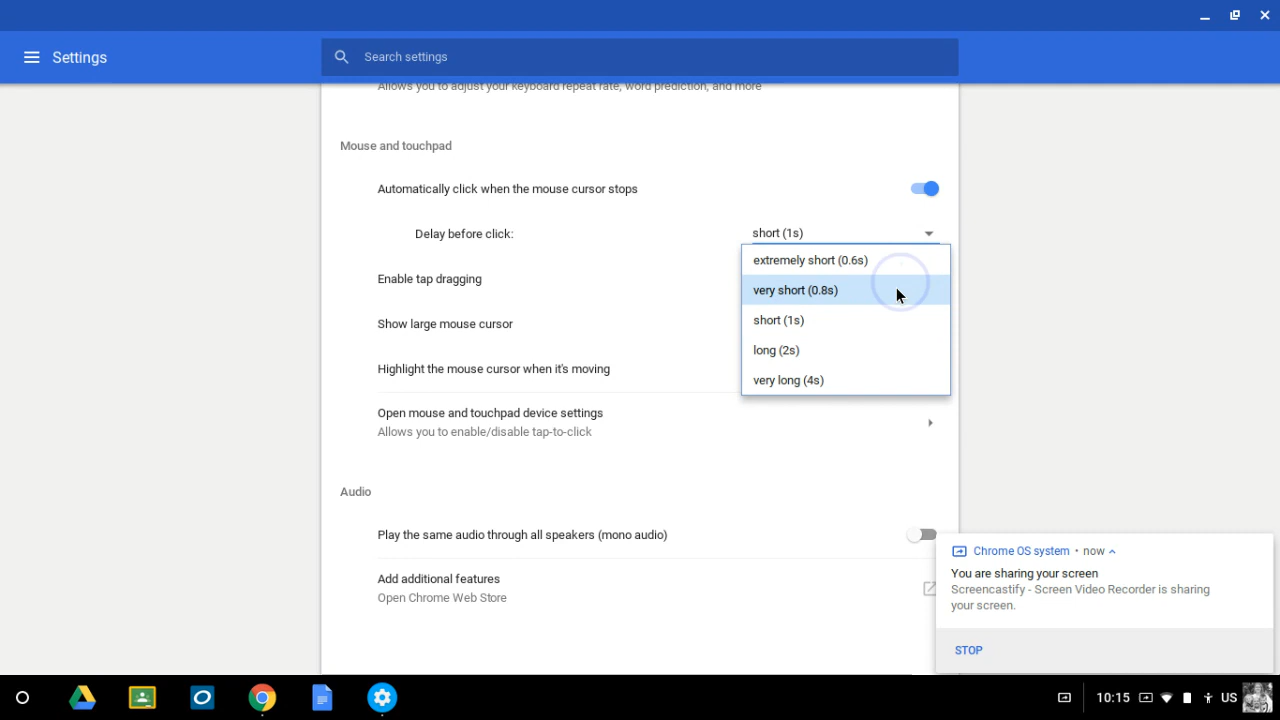 Settings
Search settings
Allows you to adjust your keyboard repeat rate, word prediction, and more
Mouse and touchpad
Automatically click when the mouse cursor stops
Delay before click:
short (1s)
extremely short (0.6s)
very short (0.8s)
short (1s)
long (2s)
very long (4s)
Enable tap dragging
Show large mouse cursor
Highlight the mouse cursor when it's moving
Open mouse and touchpad device settings
Allows you to enable/disable tap-to-click
Audio
Play the same audio through all speakers (mono audio)
Add additional features
Open Chrome Web Store
Chrome OS system • now
You are sharing your screen
Screencastify - Screen Video Recorder is sharing
your screen.
STOP
10:15
US